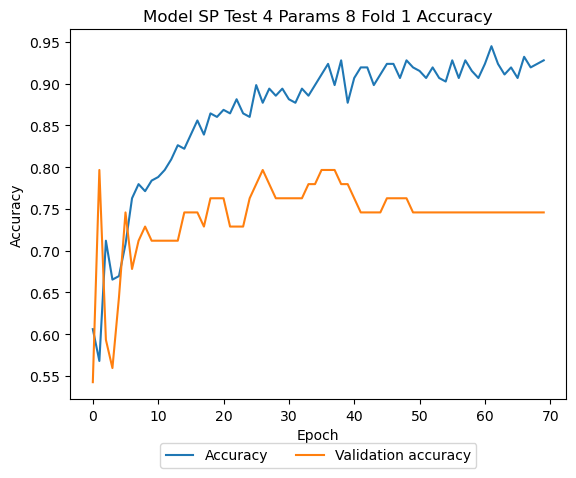 Model SP Test 4 Params 8 Fold 1 Accuracy
0.95
0.90
0.85
0.80
0.75
0.70
0.65
0.60
0.55
Accuracy
0 10 20 30 40 50 60 70
Epoch
Accuracy Validation accuracy